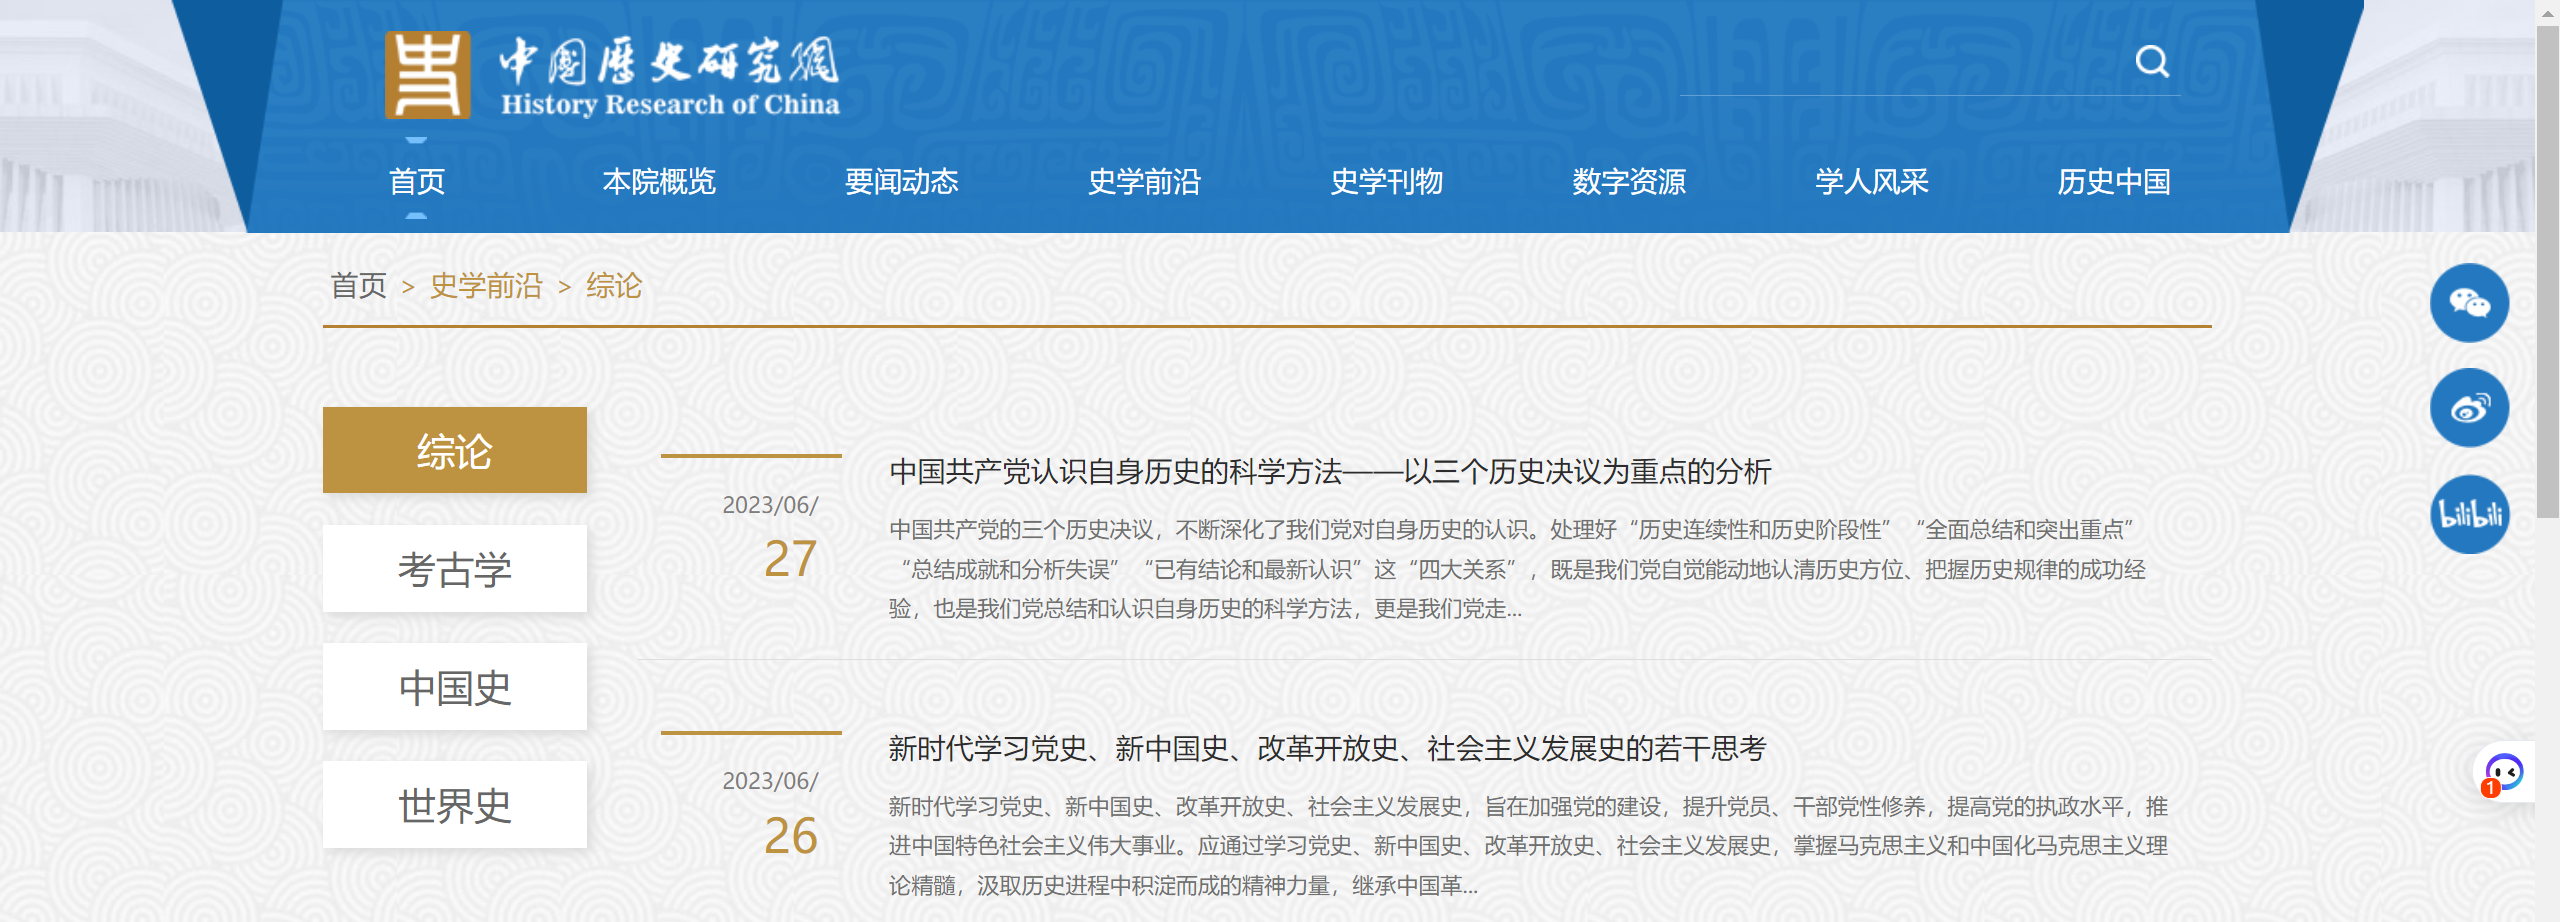 中國歷史研究網
History Research of China
首页 本院概览 要闻动态 史学前沿 史学刊物 数字资源 学人风采 历史中国
首页 > 史学前沿 > 综论
综论
考古学
中国史
世界史
2023/06/
27
中国共产党认识自身历史的科学方法——以三个历史决议为重点的分析
中国共产党的三个历史决议，不断深化了我们党对自身历史的认识。处理好“历史连续性和历史阶段性”“全面总结和突出重点”
“总结成就和分析失误”“已有结论和最新认识”这“四大关系”，既是我们党自觉能动地认清历史方位、把握历史规律的成功经
验，也是我们党总结和认识自身历史的科学方法，更是我们党走...
2023/06/
26
新时代学习党史、新中国史、改革开放史、社会主义发展史的若干思考
新时代学习党史、新中国史、改革开放史、社会主义发展史，旨在加强党的建设，提升党员、干部党性修养，提高党的执政水平，推
进中国特色社会主义伟大事业。应通过学习党史、新中国史、改革开放史、社会主义发展史，掌握马克思主义和中国化马克思主义理
论精髓，汲取历史进程中积淀而成的精神力量，继承中国革...
bilibili
1